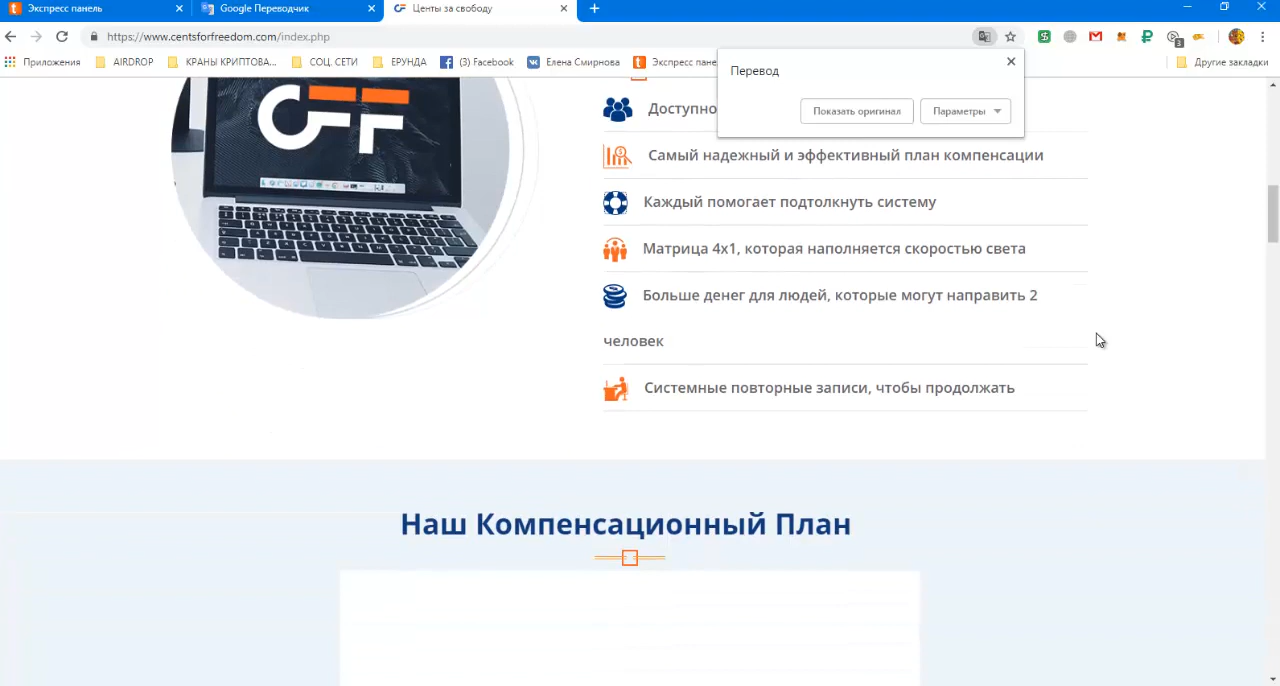 Экспресс панель
Google Переводчик
Центы за свободу
https://www.centsforfreedom.com/index.php
3
Приложения
AIRDROP
КРАНЫ КРИПТОВА...
СОЦ. СЕТИ
ЕРУНДА
(3) Facebook
Елена Смирнова
Экспресс пане
Другие закладки
Перевод
Показать оригинал
Параметры
CFF
Доступно
Самый надежный и эффективный план компенсации
Каждый помогает подтолкнуть систему
Матрица 4х1, которая наполняется скоростью света
Больше денег для людей, которые могут направить 2
человек
Системные повторные записи, чтобы продолжать
Наш Компенсационный План